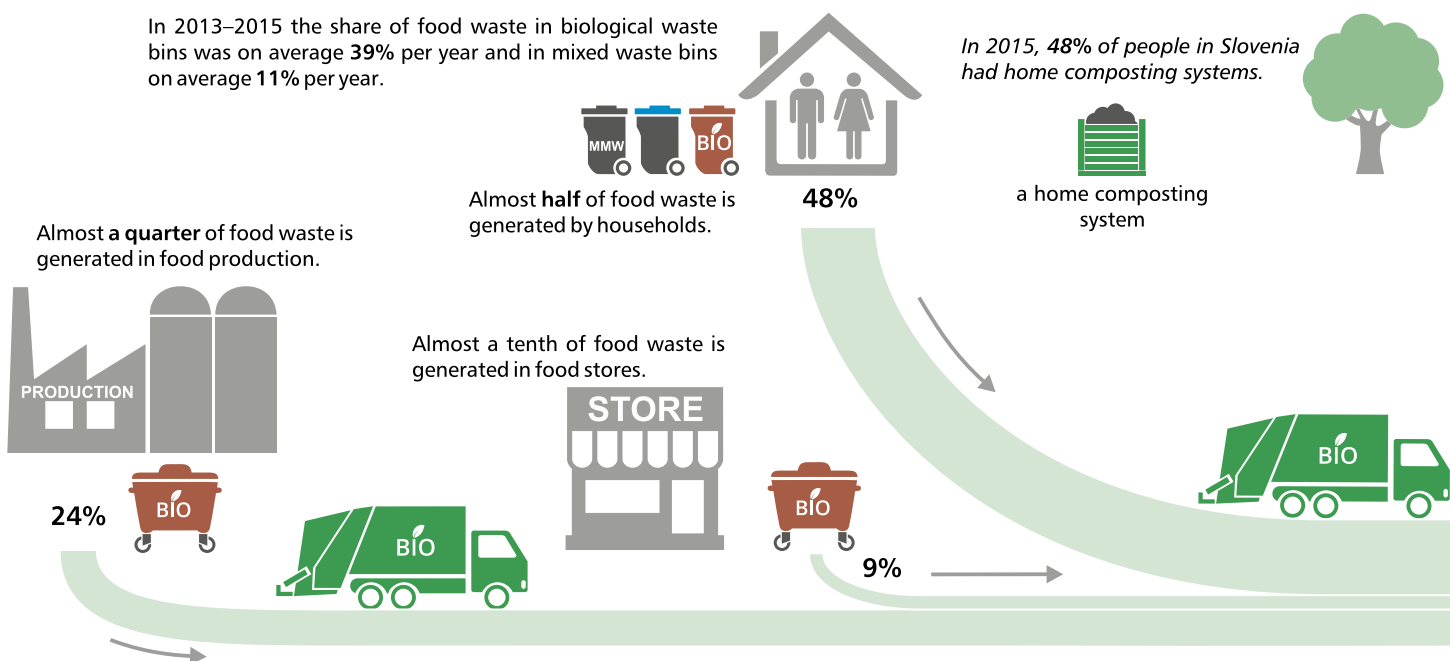 In 2013–2015 the share of food waste in biological waste
bins was on average 39% per year and in mixed waste bins
on average 11% per year.
In 2015, 48% of people in Slovenia
had home composting systems.
MMW
BIO
Almost half of food waste is
generated by households.
48%
a home composting
system
Almost a quarter of food waste is
generated in food production.
PRODUCTION
Almost a tenth of food waste is
generated in food stores.
STORE
BIO
24%
BIO
BIO
BIO
9%